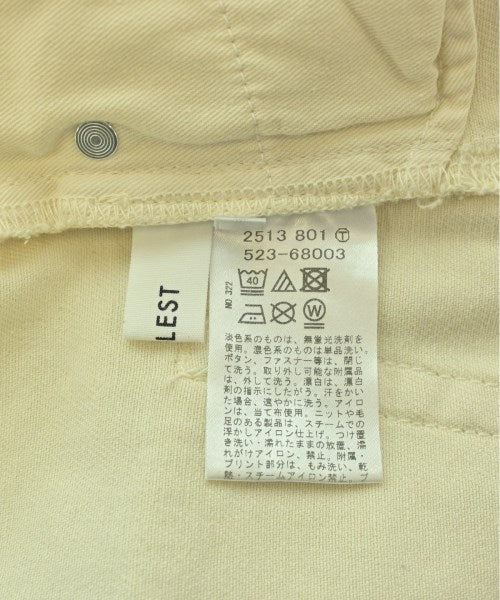 2513 801 Ⓣ
523-68003
40
W
NO 322
淡色系のものは、無蛍光洗剤を
使用。濃色系のものは単品洗い。
ボタン、ファスナー等は、閉じ
て洗う。取り外し可能な附属品
は、外して洗う。漂白は、漂白
剤の指示にしたがう。汗をかい
た場合、速やかに洗う。アイロ
ンは、当て布使用。ニットや毛
足のある製品は、スチームでの
浮かしアイロン仕上げ。つけ置
き洗い・濡れたままの放置、濡
れがけアイロン、禁止。附属・
プリント部分は、もみ洗い、乾
熱・スチームアイロン禁止。プ
LEST